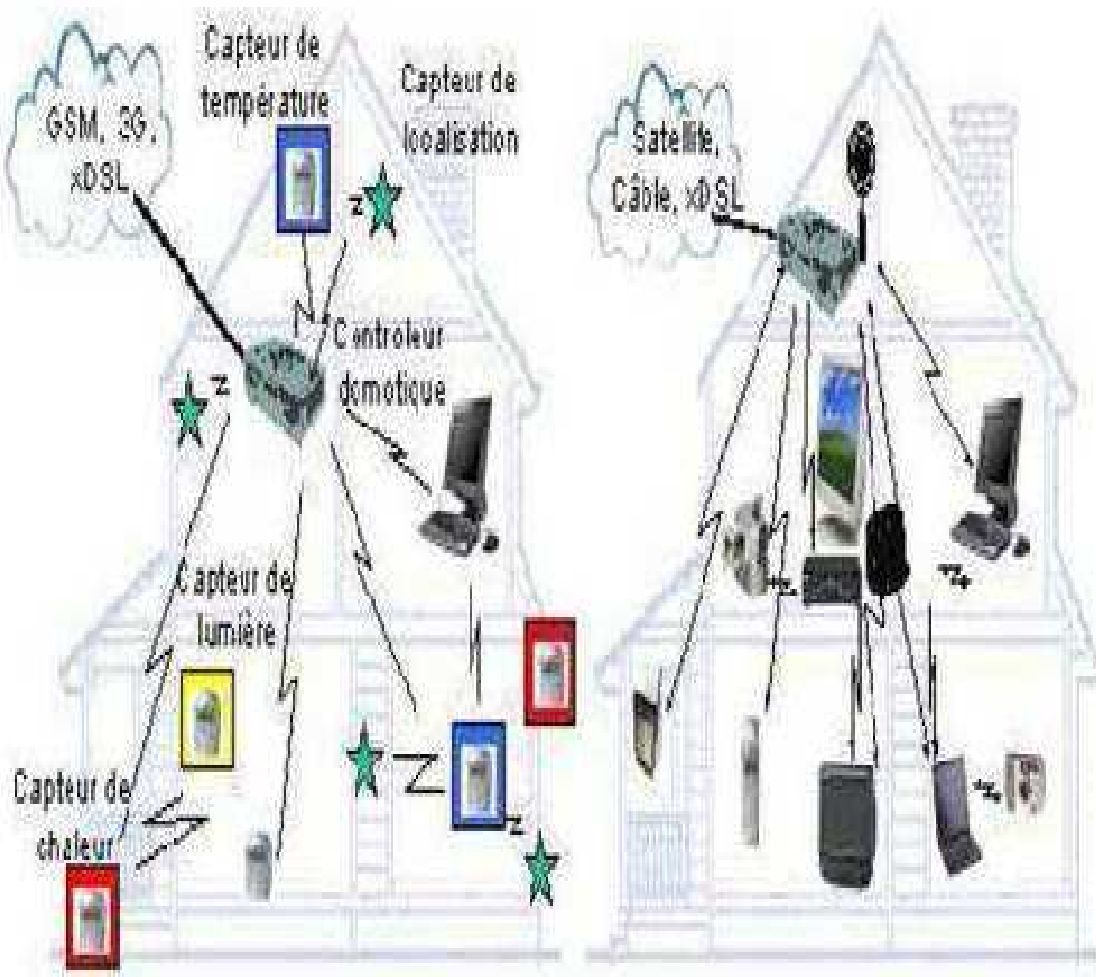 Capteur de
température
Capteur de
localisation
GSM, 3G,
xDSL
Controleur
domotique
Capteur de
lumière
Capteur de
chaleur
Satellite,
Câble, xDSL